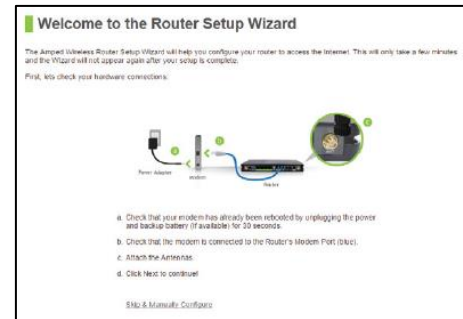 Welcome to the Router Setup Wizard
The Amped Wireless Router Setup Wizard will help you configure your router to access the Internet. This will only take a few minutes
and the Wizard will not appear again after your setup is complete.
First, lets check your hardware connections:
a
b
c
Power Adapter
Modem
Router
a. Check that your modem has already been rebooted by unplugging the power
and backup battery (if available) for 30 seconds.
b. Check that the modem is connected to the Router's Modem Port (blue).
c. Attach the Antennas.
d. Click Next to continue!
Skip & Manually Configure